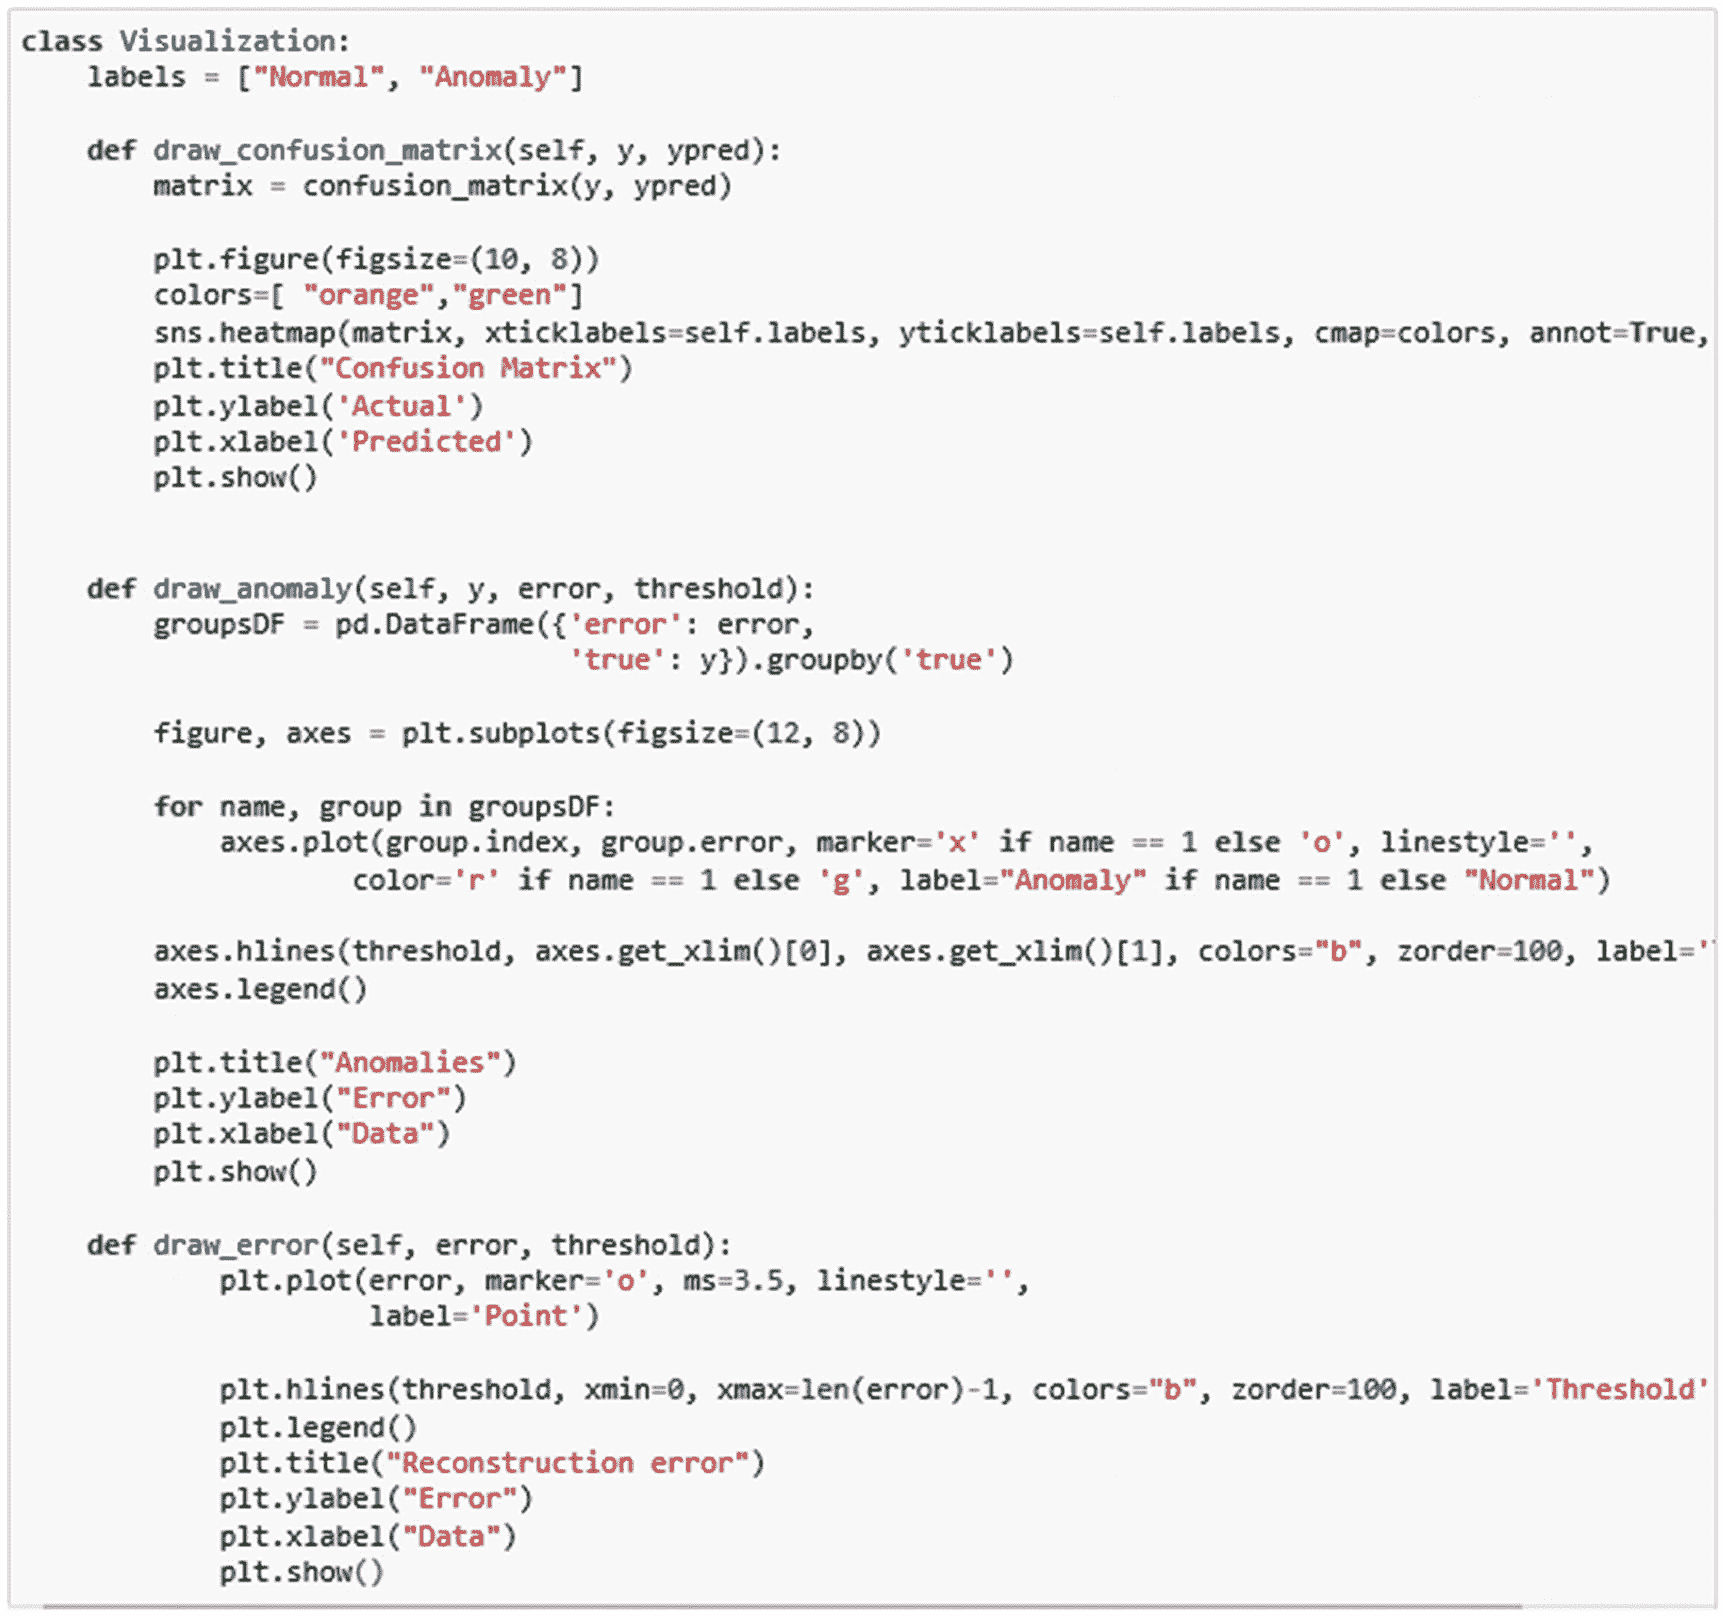 class Visualization:
    labels = ["Normal", "Anomaly"]

    def draw_confusion_matrix(self, y, ypred):
        matrix = confusion_matrix(y, ypred)

        plt.figure(figsize=(10, 8))
        colors=[ "orange","green"]
        sns.heatmap(matrix, xticklabels=self.labels, yticklabels=self.labels, cmap=colors, annot=True,
        plt.title("Confusion Matrix")
        plt.ylabel('Actual')
        plt.xlabel('Predicted')
        plt.show()


    def draw_anomaly(self, y, error, threshold):
        groupsDF = pd.DataFrame({'error': error,
                                 'true': y}).groupby('true')

        figure, axes = plt.subplots(figsize=(12, 8))

        for name, group in groupsDF:
            axes.plot(group.index, group.error, marker='x' if name == 1 else 'o', linestyle='',
                    color='r' if name == 1 else 'g', label="Anomaly" if name == 1 else "Normal")

        axes.hlines(threshold, axes.get_xlim()[0], axes.get_xlim()[1], colors="b", zorder=100, label='
        axes.legend()

        plt.title("Anomalies")
        plt.ylabel("Error")
        plt.xlabel("Data")
        plt.show()

    def draw_error(self, error, threshold):
            plt.plot(error, marker='o', ms=3.5, linestyle='',
                     label='Point')

            plt.hlines(threshold, xmin=0, xmax=len(error)-1, colors="b", zorder=100, label='Threshold'
            plt.legend()
            plt.title("Reconstruction error")
            plt.ylabel("Error")
            plt.xlabel("Data")
            plt.show()